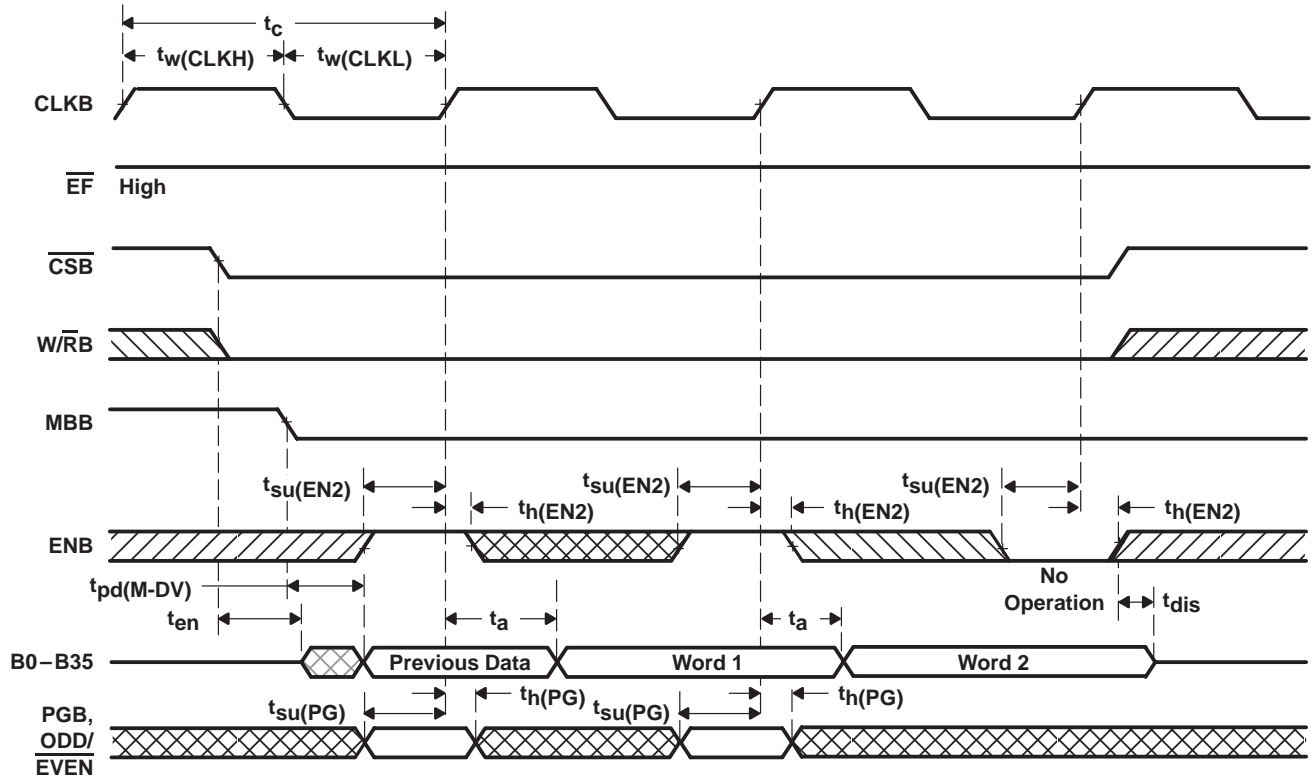 tc
tw(CLKH)
tw(CLKL)
CLKB
EF
High
CSB
W/RB
MBB
tsu(EN2)
tsu(EN2)
tsu(EN2)
th(EN2)
th(EN2)
th(EN2)
ENB
tpd(M-DV)
No
Operation
ten
ta
ta
tdis
B0–B35
Previous Data
Word 1
Word 2
PGB,
ODD/
EVEN
tsu(PG)
th(PG)
tsu(PG)
th(PG)